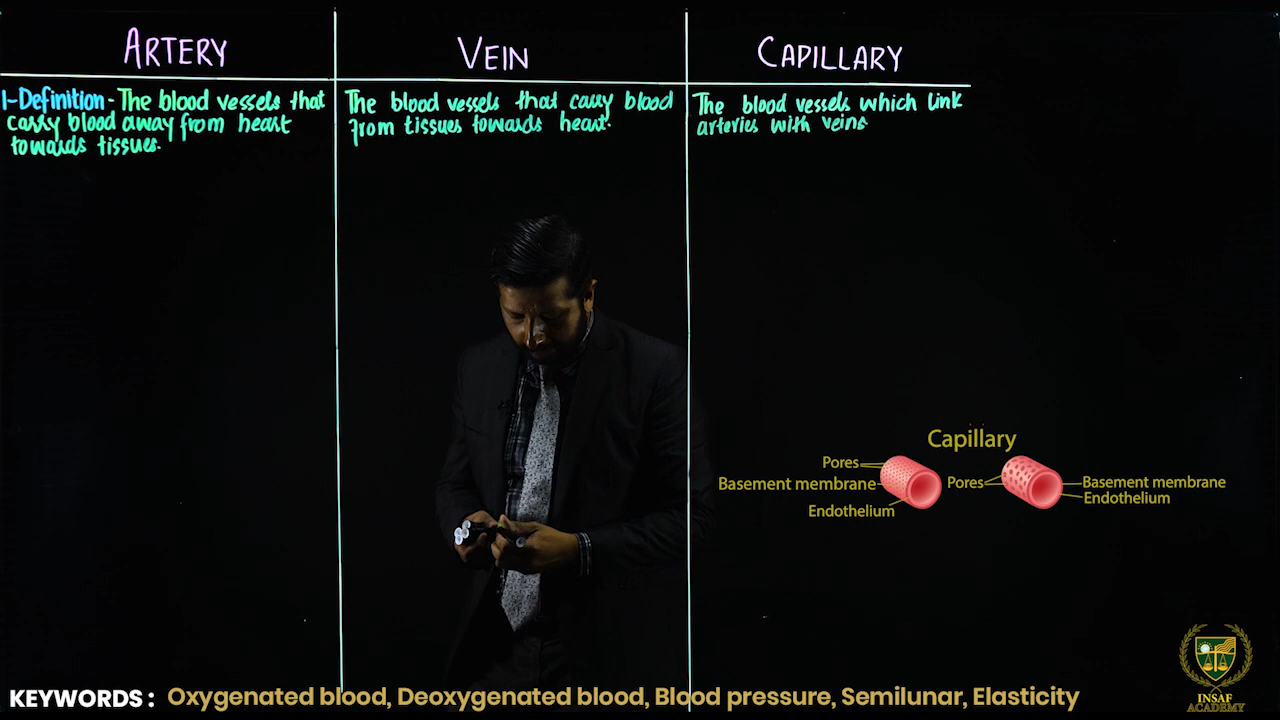 ARTERY
VEIN
CAPILLARY
1-Definition - The blood vessels that
carry blood away from heart
towards tissues.
The blood vessels that carry blood
from tissues towards heart.
The blood vessels which link
arteries with veins
Capillary
Pores
Basement membrane
Endothelium
Pores
Basement membrane
Endothelium
KEYWORDS : Oxygenated blood, Deoxygenated blood, Blood pressure, Semilunar, Elasticity
INSAF
ACADEMY